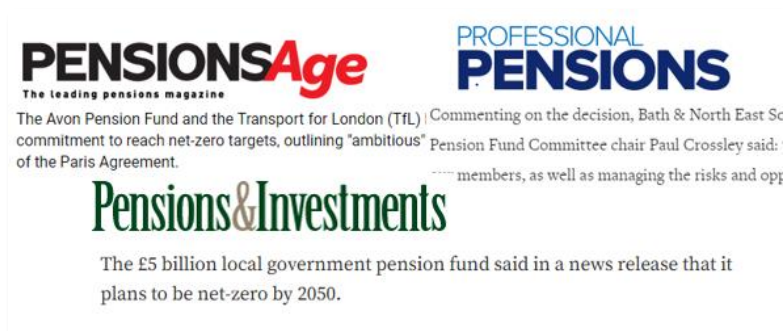 PENSIONSAge
The leading pensions magazine
The Avon Pension Fund and the Transport for London (TfL)
commitment to reach net-zero targets, outlining "ambitious"
of the Paris Agreement.
PROFESSIONAL
PENSIONS
Commenting on the decision, Bath & North East So
Pension Fund Committee chair Paul Crossley said:
members, as well as managing the risks and opp
Pensions&Investments
The £5 billion local government pension fund said in a news release that it
plans to be net-zero by 2050.